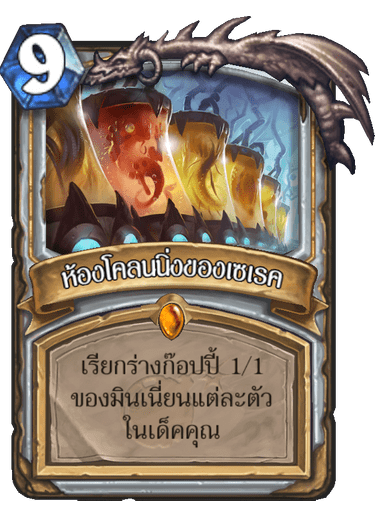 9
ห้องโคลนนิ่งของเซเรค
เรียกร่างก๊อปปี้ 1/1
ของมินเนี่ยนแต่ละตัว
ในเด็คคุณ